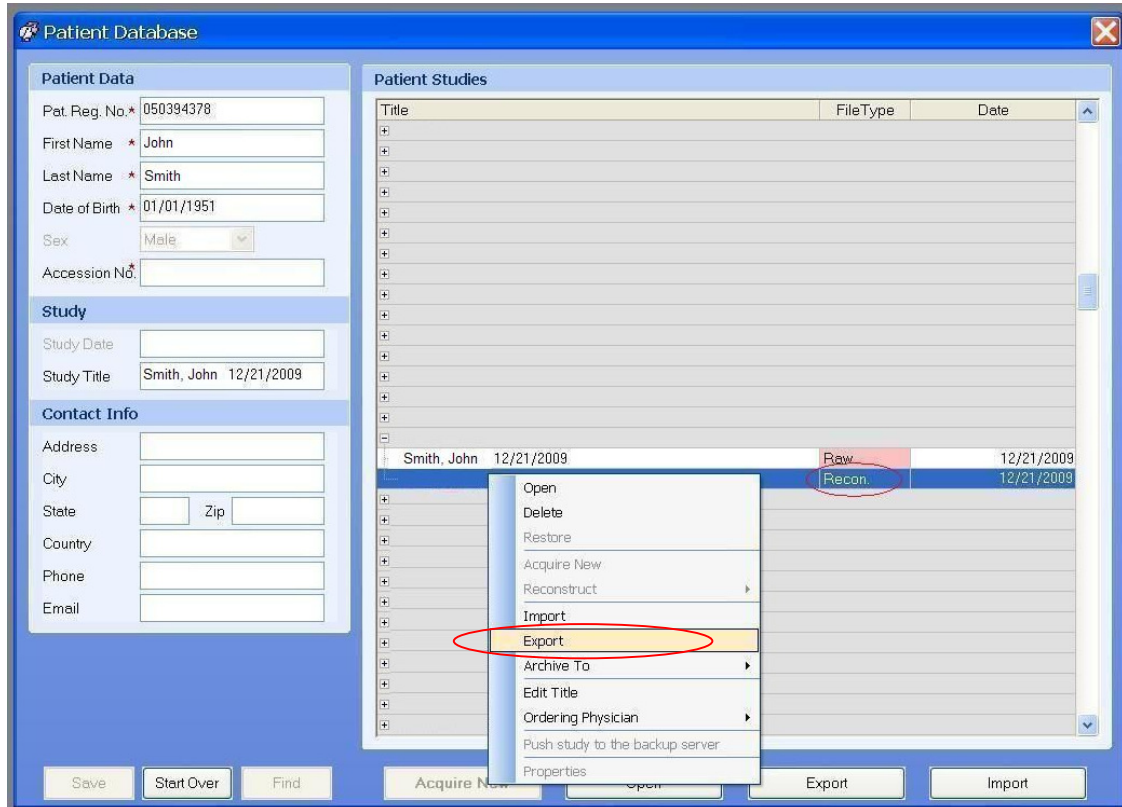 Patient Database
Patient Data
Pat. Reg. No.* 050394378
First Name * John
Last Name * Smith
Date of Birth * 01/01/1951
Sex Male
Accession No.*
Study
Study Date
Study Title Smith, John 12/21/2009
Contact Info
Address
City
State Zip
Country
Phone
Email
Patient Studies
Title FileType Date
Smith, John 12/21/2009 Raw 12/21/2009
Recon. 12/21/2009
Open
Delete
Restore
Acquire New
Reconstruct
Import
Export
Archive To
Edit Title
Ordering Physician
Push study to the backup server
Properties
Save Start Over Find Acquire New Open Export Import